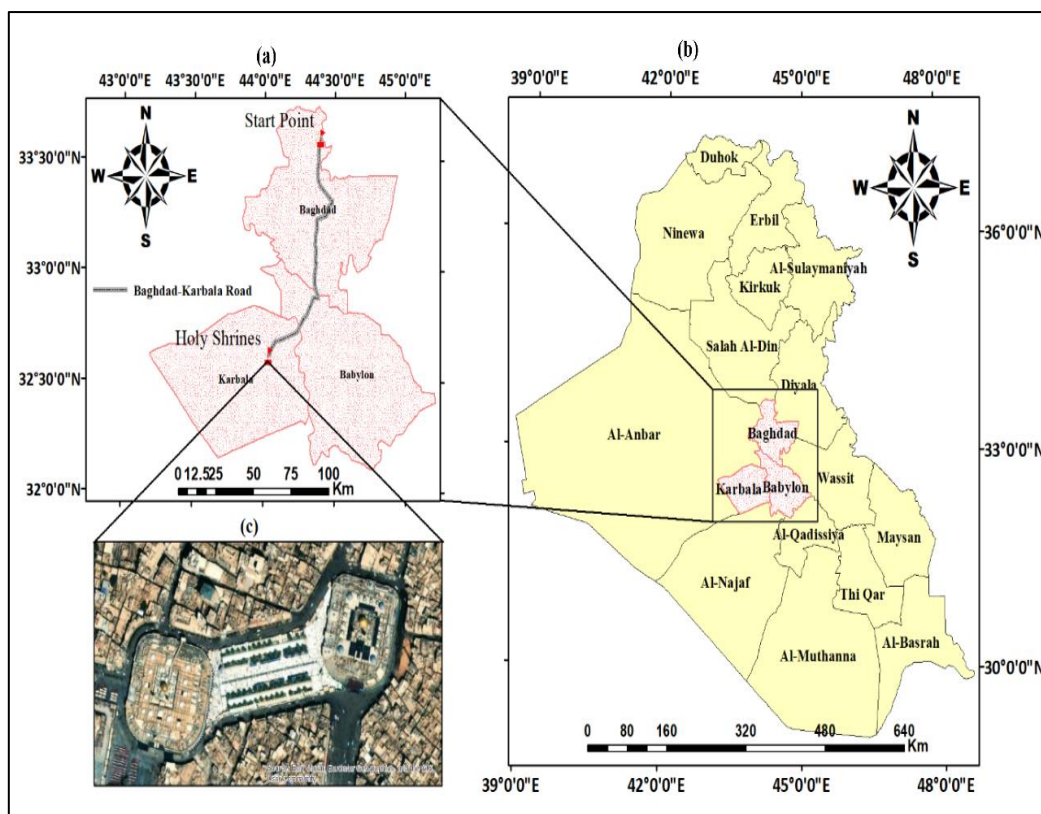 (a)
43°0'0"E 43°30'0"E 44°0'0"E 44°30'0"E 45°0'0"E
N
W E
S
33°30'0"N
33°0'0"N
32°30'0"N
32°0'0"N
Start Point
Baghdad
Baghdad-Karbala Road
Holy Shrines
Karbala
Babylon
0 12.525 50 75 100
Km
(b)
39°0'0"E 42°0'0"E 45°0'0"E 48°0'0"E
N
W E
S
36°0'0"N
33°0'0"N
30°0'0"N
Duhok
Ninewa
Erbil
Al-Sulaymaniyah
Kirkuk
Salah Al-Din
Diyala
Al-Anbar
Baghdad
Wassit
Karbala
Babylon
Al-Qadissiya
Maysan
Al-Najaf
Thi Qar
Al-Basrah
Al-Muthanna
0 80 160 320 480 640
Km
39°0'0"E 42°0'0"E 45°0'0"E 48°0'0"E
(c)